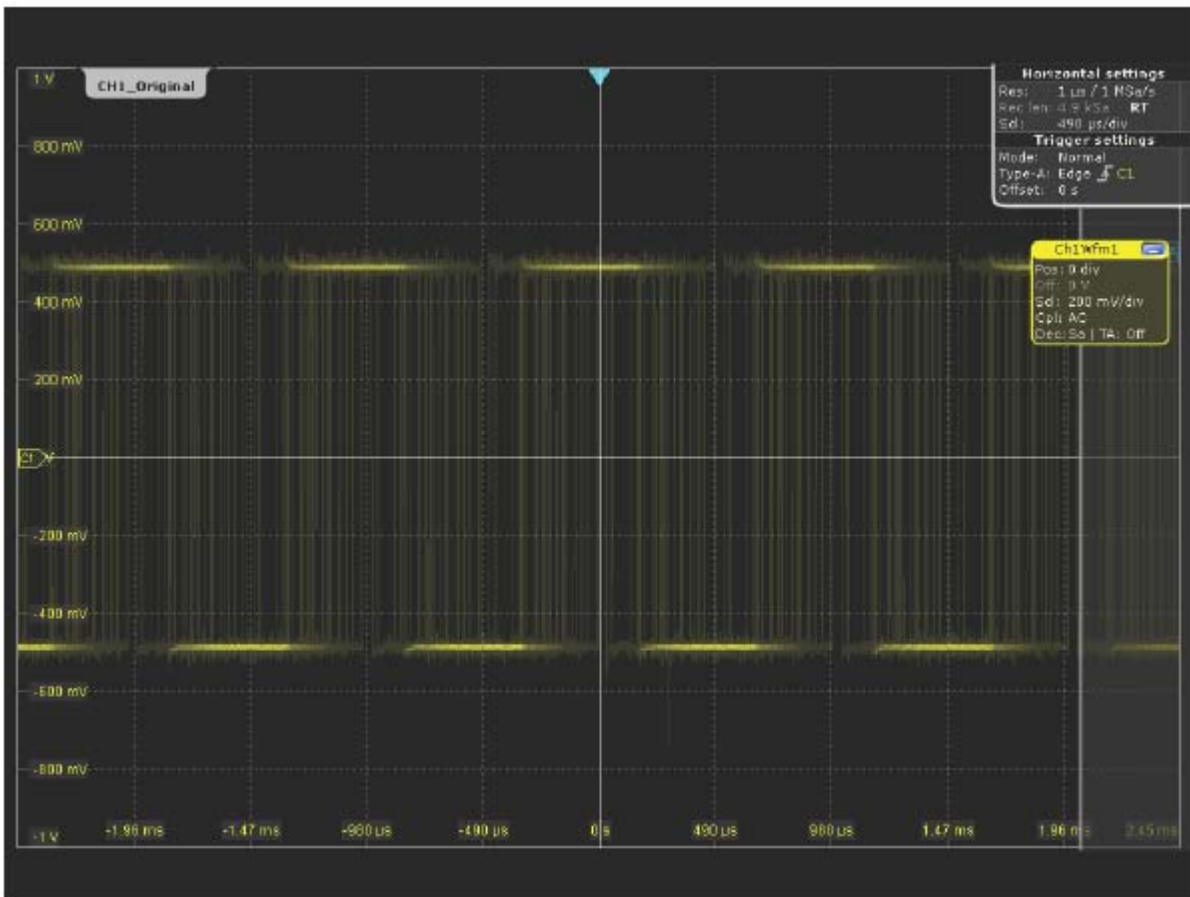 1 V
CH1_Original
Horizontal settings
Res: 1 µs / 1 MSa/s
Rec len: 4.9 kSa RT
Scl: 490 µs/div
Trigger settings
Mode: Normal
Type-A: Edge C1
Offset: 0 s
800 mV
600 mV
Ch1Wfm1
Pos: 0 div
Off: 0 V
Scl: 200 mV/div
Cpl: AC
Dec: Sa | TA: Off
400 mV
200 mV
C1 V
-200 mV
-400 mV
-600 mV
-800 mV
-1 V
-1.96 ms -1.47 ms -980 µs -490 µs 0 s 490 µs 980 µs 1.47 ms 1.96 ms 2.45 ms